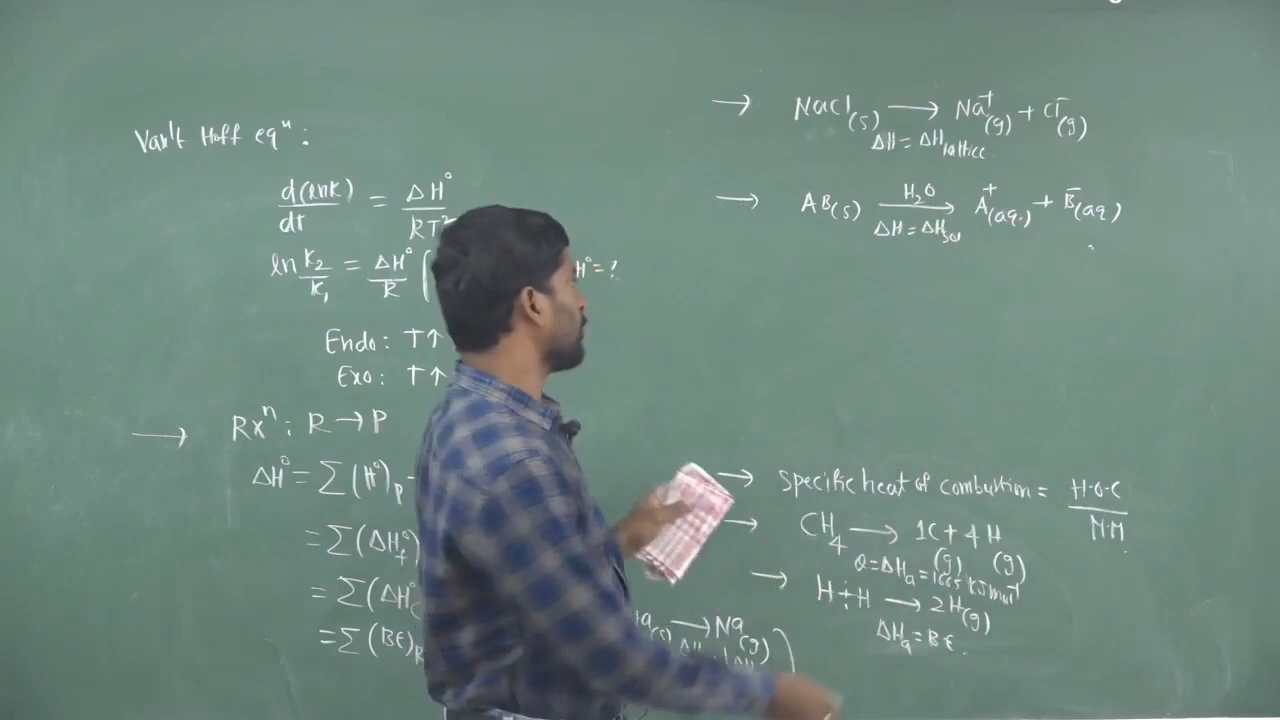 Van't Hoff eqⁿ :
d(lnk)/dt = ΔH°/RT²
ln K₂/K₁ = ΔH°/R (
H° = ?
Endo : T↑
Exo : T↑
→ Rxⁿ : R → P
ΔH° = Σ(H°)p -
= Σ(ΔHf°)
= Σ(ΔH°c
= Σ(BE)R
→ NaCl(s) → Na⁺(g) + Cl⁻(g)
ΔH = ΔHlattice
→ AB(s) →[H₂O] A⁺(aq.) + B⁻(aq)
ΔH = ΔHsol
→ Specific heat of combustion = H.O.C / M.M
→ CH₄ → 1C(g) + 4H(g)
Q = ΔHa = 1665 kJ mol⁻¹
→ H÷H → 2H(g)
ΔHa = BE.
Na(s) → Na(g)